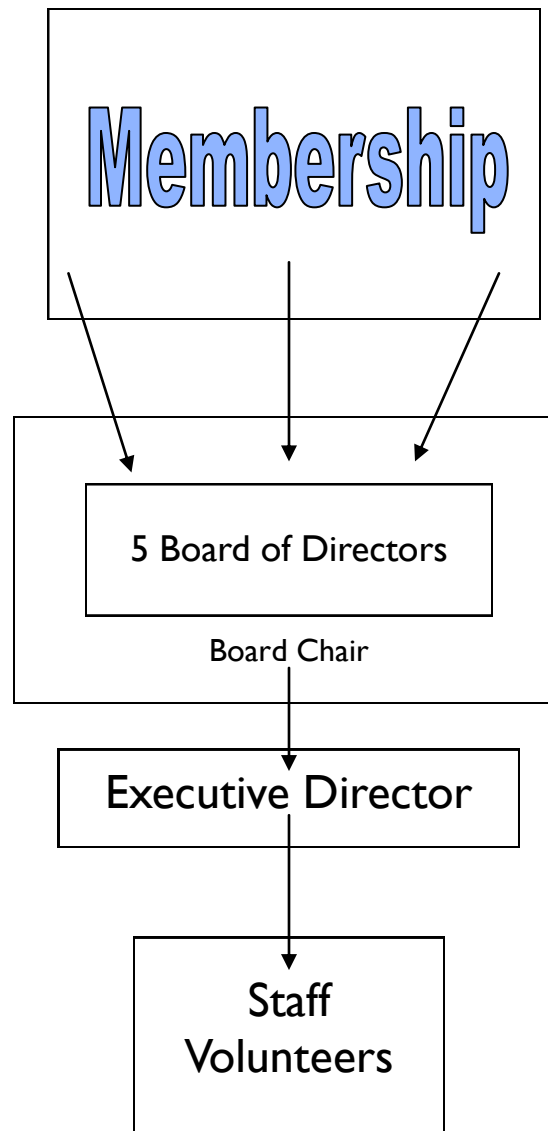 Membership
5 Board of Directors
Board Chair
Executive Director
Staff
Volunteers